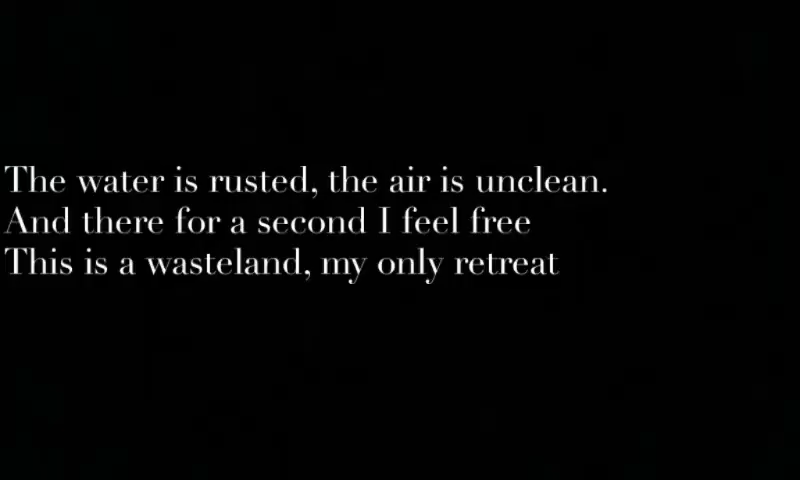 The water is rusted, the air is unclean.
And there for a second I feel free
This is a wasteland, my only retreat